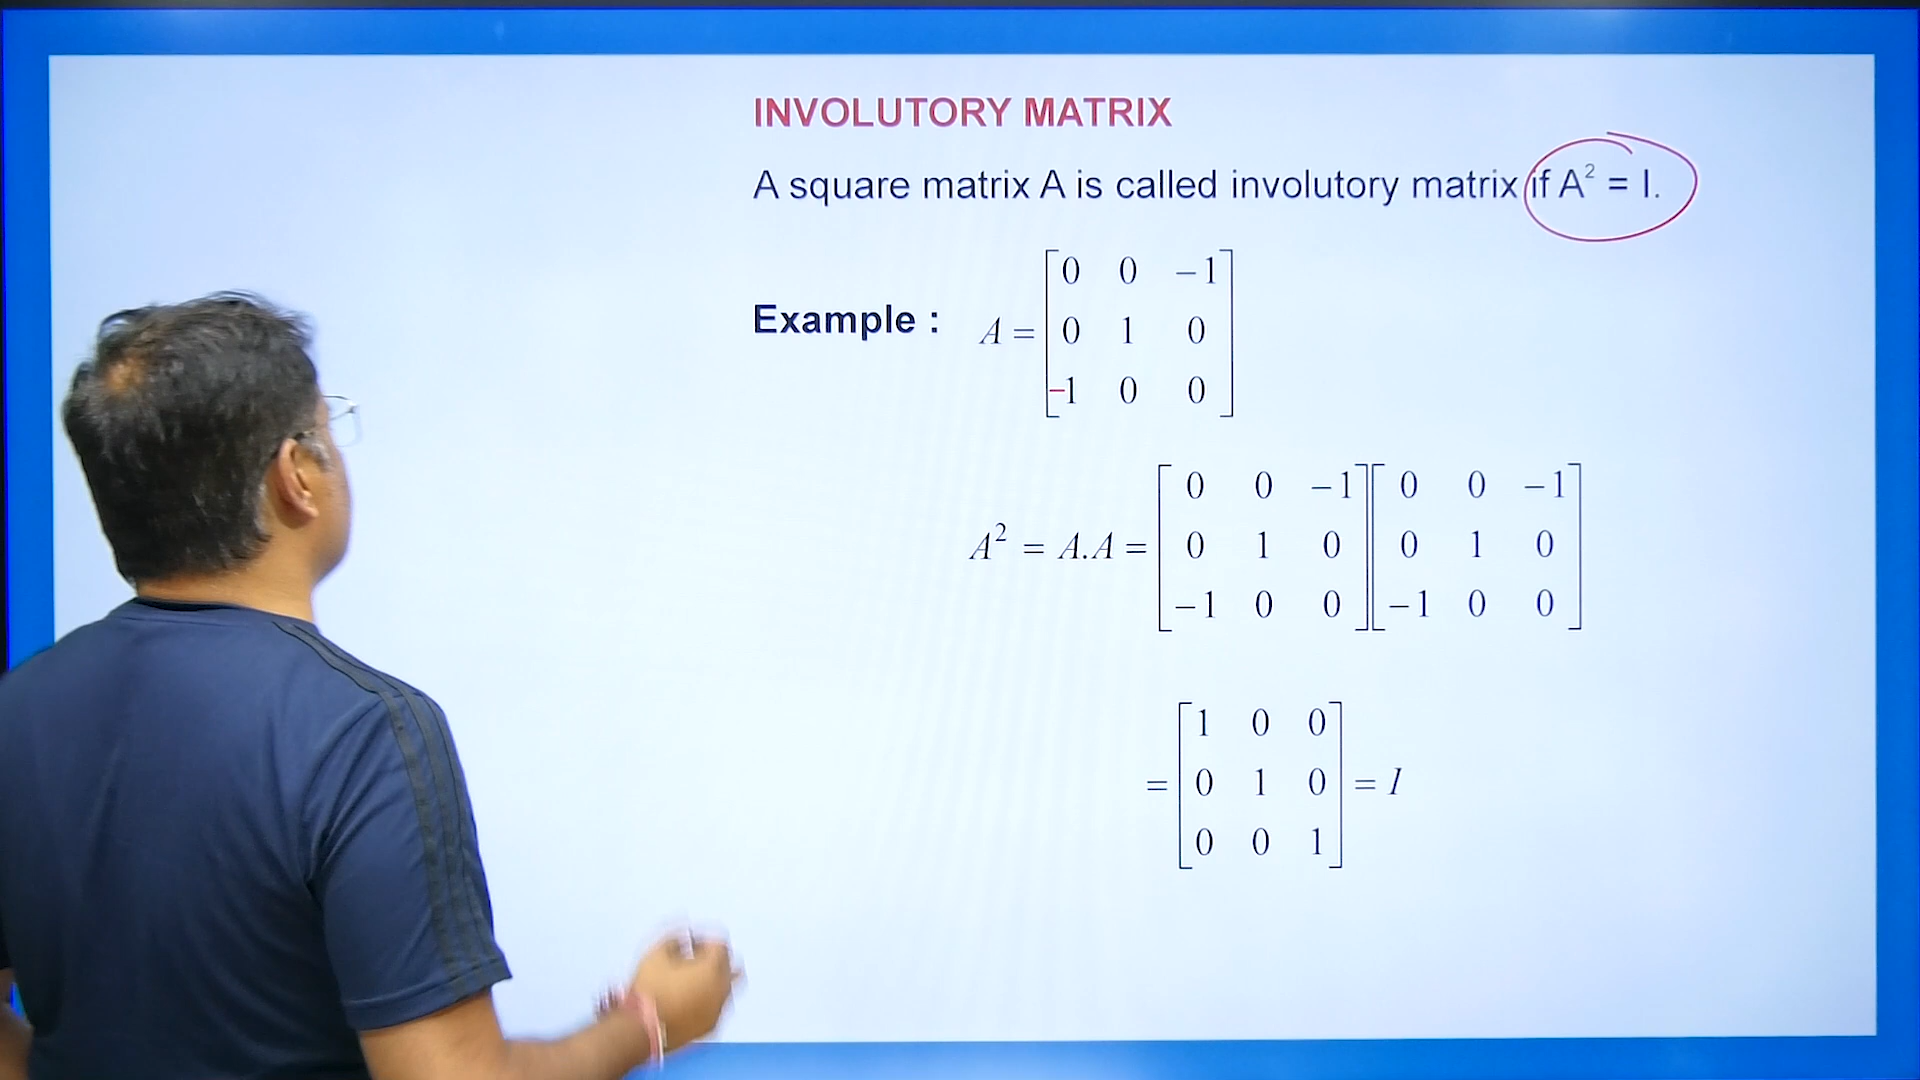 INVOLUTORY MATRIX
A square matrix A is called involutory matrix if A² = I.
Example : A = [0 0 −1
0 1 0
−1 0 0]
A² = A.A = [0 0 −1 0 0 −1
0 1 0 0 1 0
−1 0 0 −1 0 0]
= [1 0 0
0 1 0
0 0 1] = I